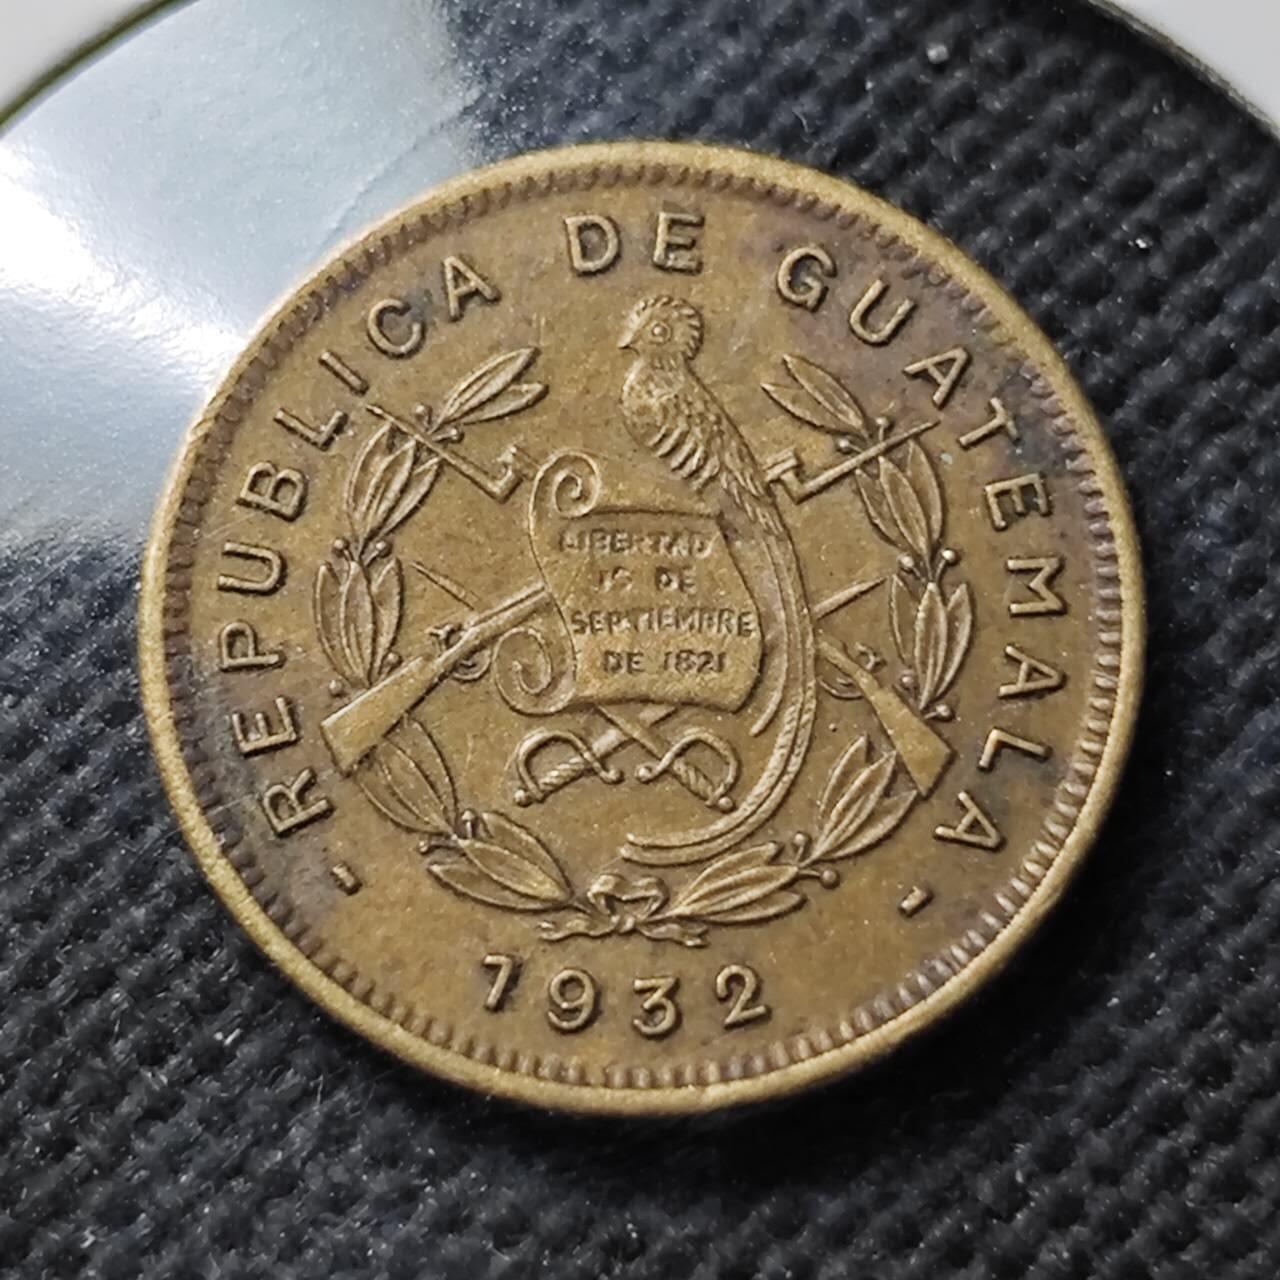 - REPUBLICA DE GUATEMALA -
LIBERTAD
15 DE
SEPTIEMBRE
DE 1821
1932